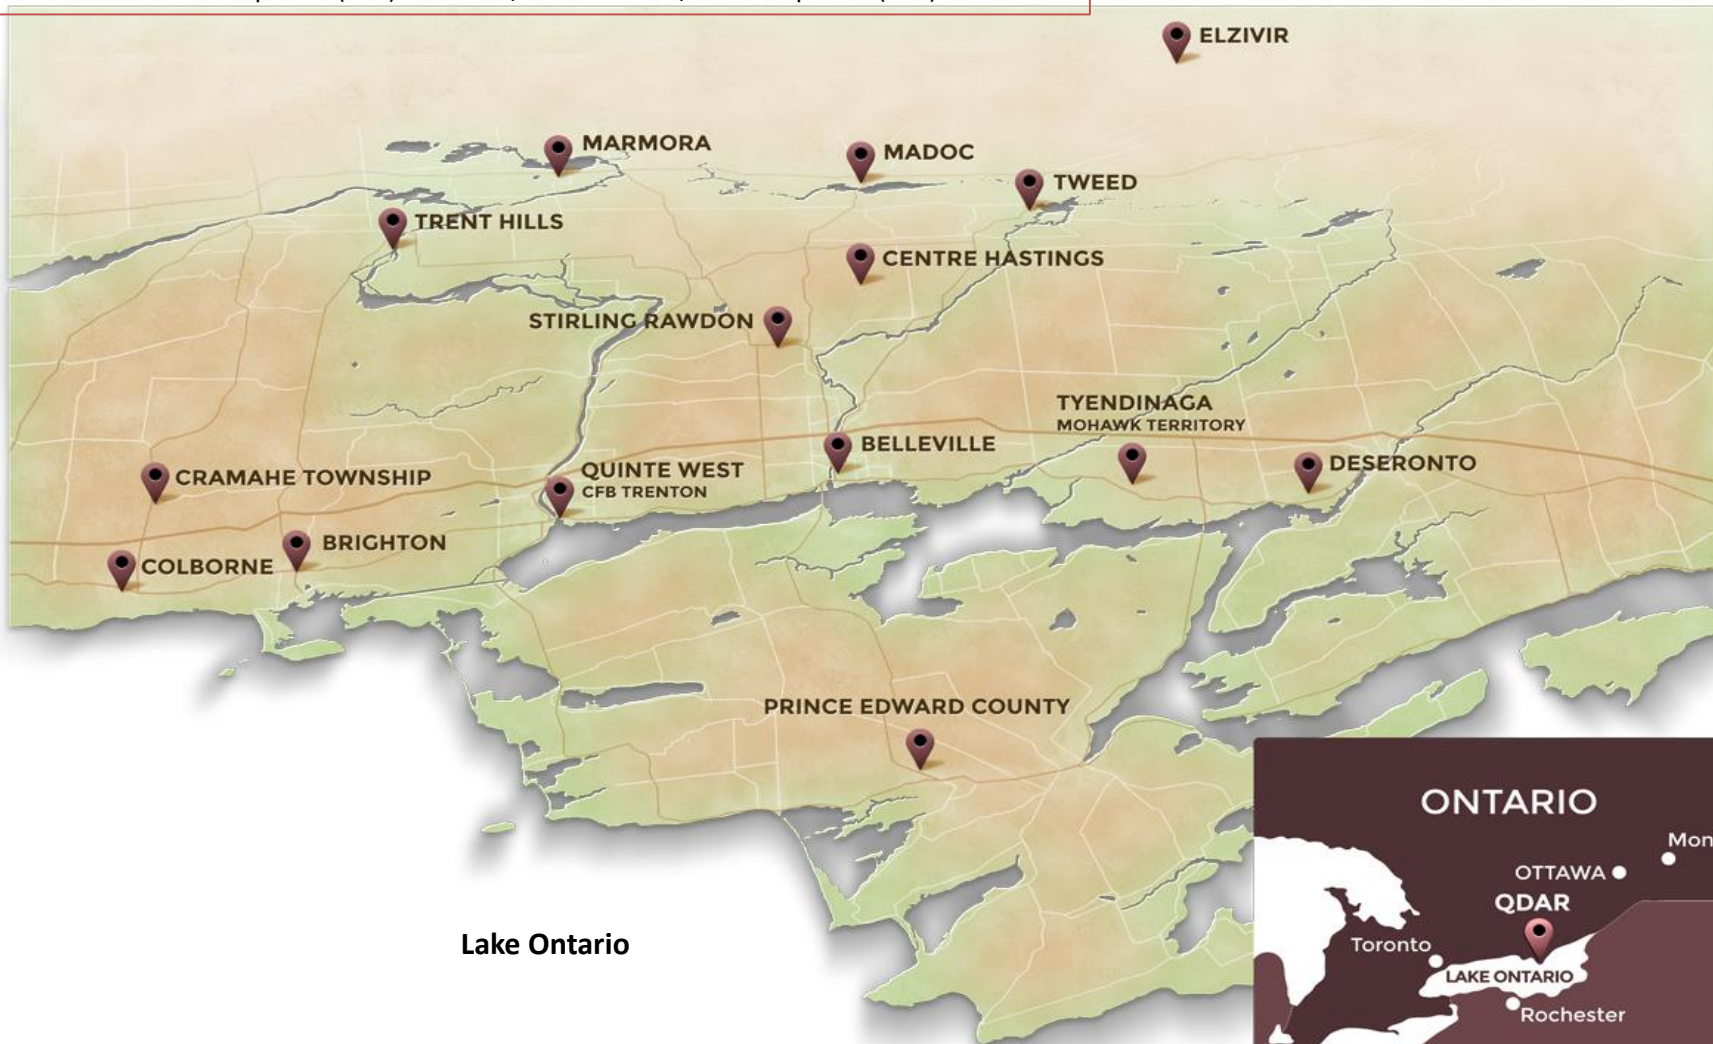 ELZIVIR
MARMORA
MADOC
TWEED
TRENT HILLS
CENTRE HASTINGS
STIRLING RAWDON
TYENDINAGA
MOHAWK TERRITORY
BELLEVILLE
QUINTE WEST
CFB TRENTON
DESERONTO
CRAMAHE TOWNSHIP
BRIGHTON
COLBORNE
PRINCE EDWARD COUNTY
Lake Ontario
ONTARIO
Mon
OTTAWA
QDAR
Toronto
LAKE ONTARIO
Rochester